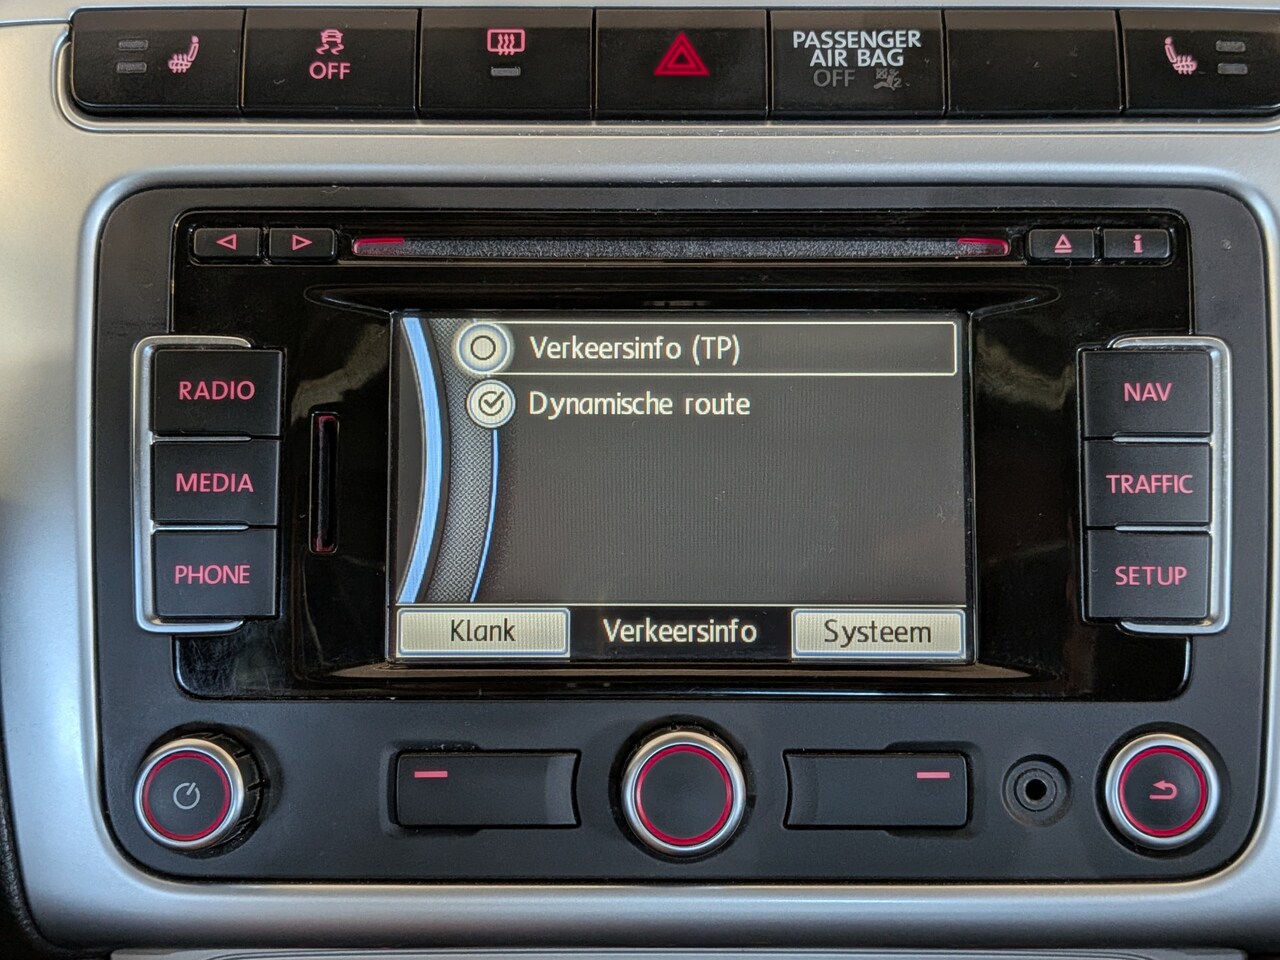 OFF
PASSENGER
AIR BAG
OFF
i
RADIO
MEDIA
PHONE
Verkeersinfo (TP)
Dynamische route
Klank
Verkeersinfo
Systeem
NAV
TRAFFIC
SETUP